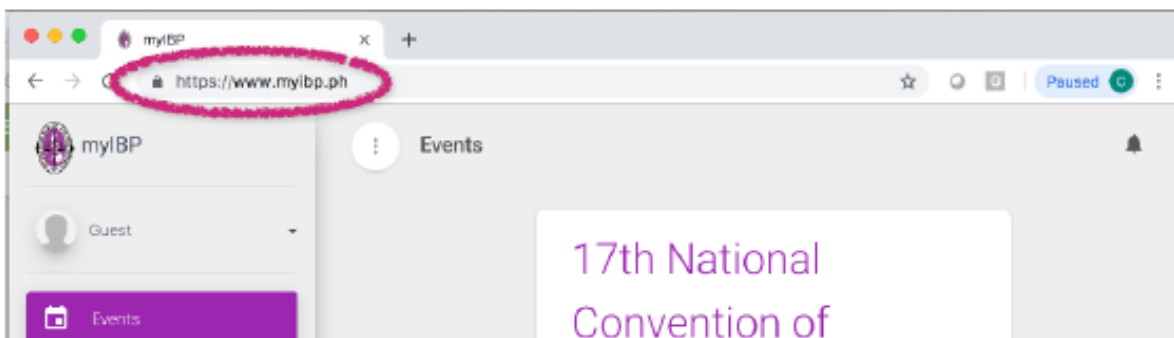 myIBP
https://www.myibp.ph
Paused G
myIBP
Events
Guest
17th National
Convention of
Events